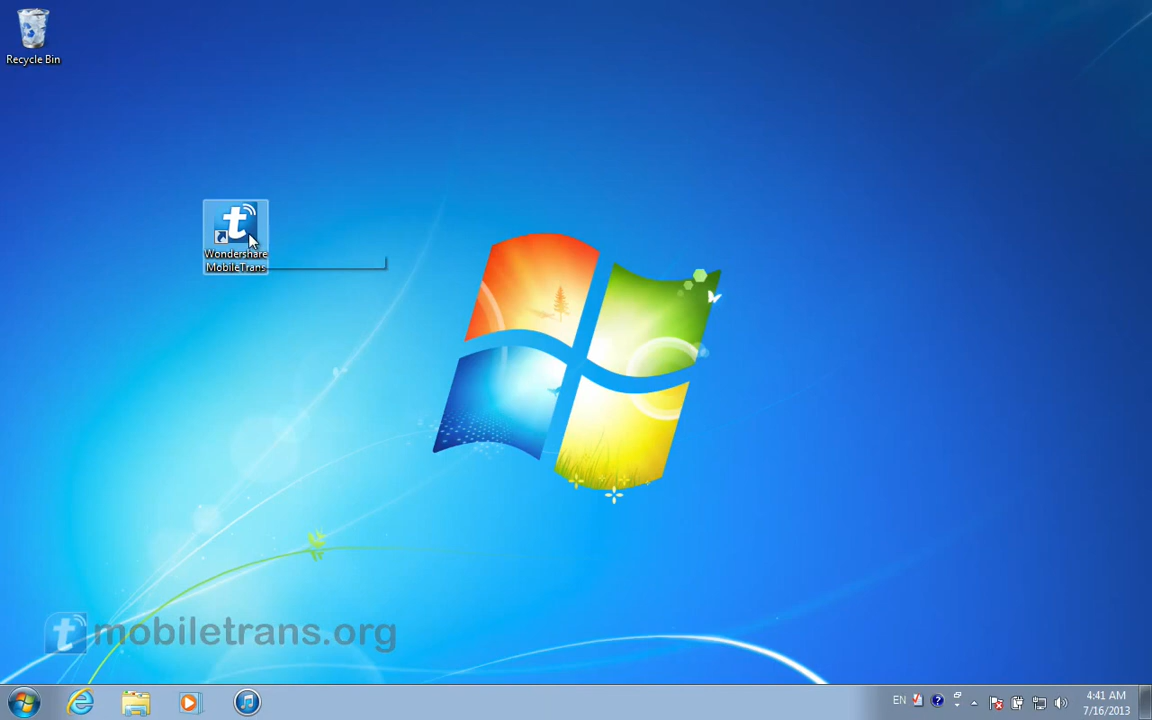 Recycle Bin
Wondershare
MobileTrans
mobiletrans.org
EN
4:41 AM
7/16/2013